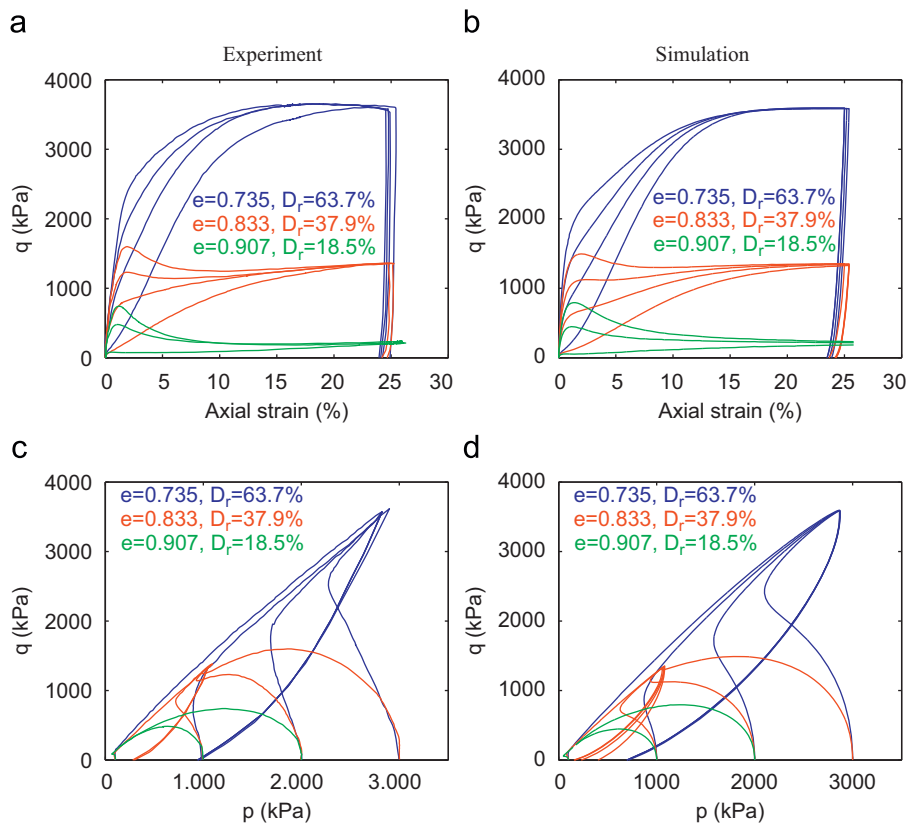 a
Experiment
4000
3000
2000
1000
0
q (kPa)
e=0.735, Dr=63.7%
e=0.833, Dr=37.9%
e=0.907, Dr=18.5%
0 5 10 15 20 25 30
Axial strain (%)
b
Simulation
4000
3000
2000
1000
0
q (kPa)
e=0.735, Dr=63.7%
e=0.833, Dr=37.9%
e=0.907, Dr=18.5%
0 5 10 15 20 25 30
Axial strain (%)
c
4000
3000
2000
1000
0
q (kPa)
e=0.735, Dr=63.7%
e=0.833, Dr=37.9%
e=0.907, Dr=18.5%
0 1.000 2.000 3.000
p (kPa)
d
4000
3000
2000
1000
0
q (kPa)
e=0.735, Dr=63.7%
e=0.833, Dr=37.9%
e=0.907, Dr=18.5%
0 1000 2000 3000
p (kPa)